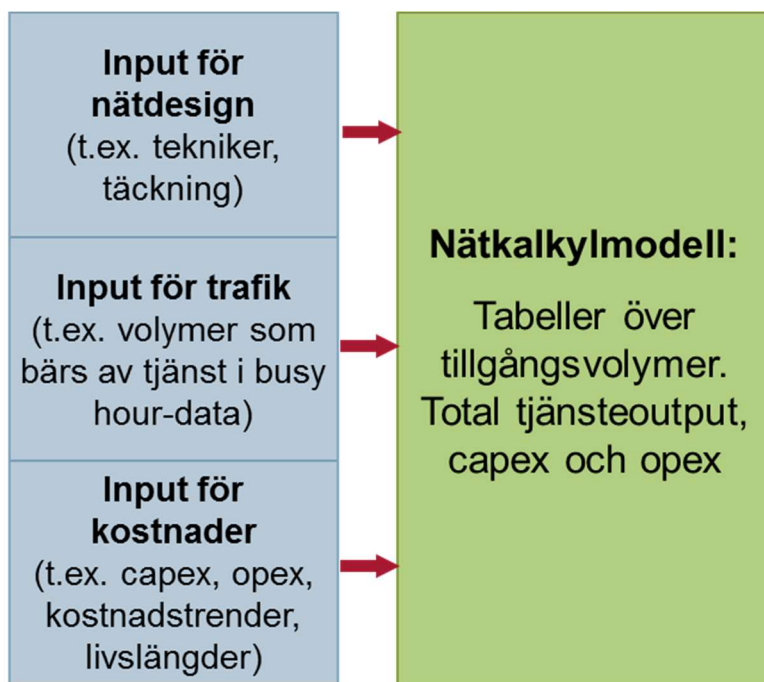 Input för
nätdesign
(t.ex. tekniker,
täckning)
Input för trafik
(t.ex. volymer som
bärs av tjänst i busy
hour-data)
Input för
kostnader
(t.ex. capex, opex,
kostnadstrender,
livslängder)
Nätkalkylmodell:
Tabeller över
tillgångsvolymer.
Total tjänsteoutput,
capex och opex